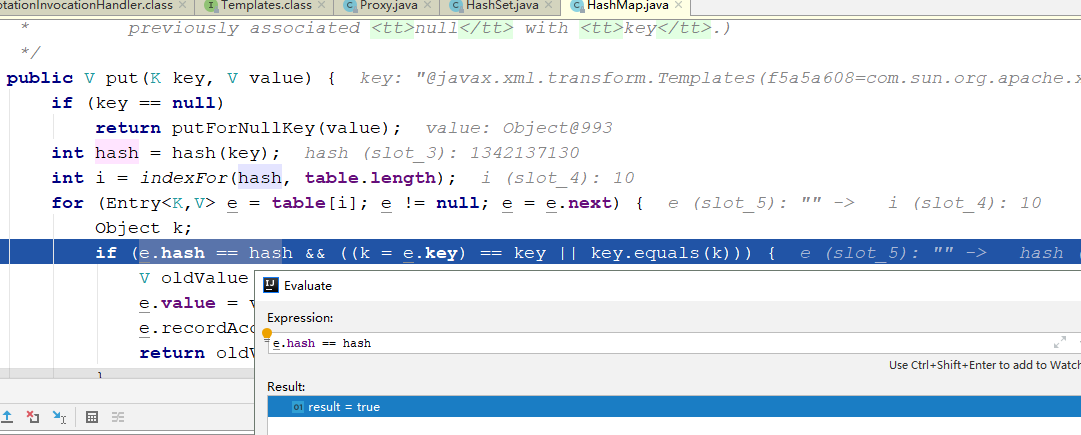 otationInvocationHandler.class Templates.class Proxy.java HashSet.java HashMap.java
* previously associated <tt>null</tt> with <tt>key</tt>.)
*/
public V put(K key, V value) { key: "@javax.xml.transform.Templates(f5a5a608=com.sun.org.apache.x
if (key == null)
return putForNullKey(value); value: Object@993
int hash = hash(key); hash (slot_3): 1342137130
int i = indexFor(hash, table.length); i (slot_4): 10
for (Entry<K,V> e = table[i]; e != null; e = e.next) { e (slot_5): "" -> i (slot_4): 10
Object k;
if (e.hash == hash && ((k = e.key) == key || key.equals(k))) { e (slot_5): "" -> hash (
V oldValue
e.value = v
e.recordAcc
return oldV
}
Evaluate
Expression:
e.hash == hash
Use Ctrl+Shift+Enter to add to Watch
Result:
01 result = true